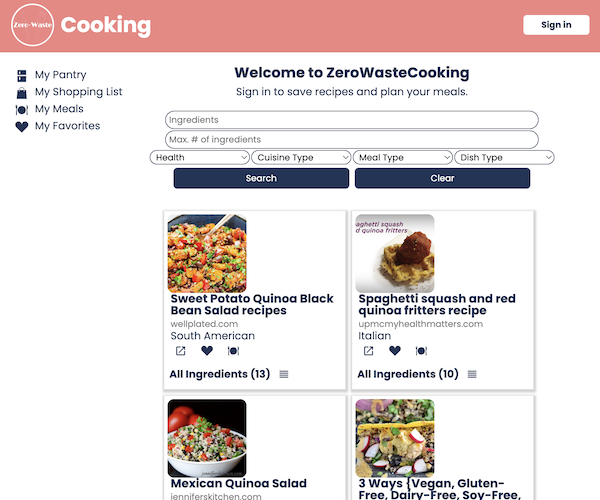 Zero-Waste
Cooking
Sign in
My Pantry
My Shopping List
My Meals
My Favorites
Welcome to ZeroWasteCooking
Sign in to save recipes and plan your meals.
Ingredients
Max. # of ingredients
Health
Cuisine Type
Meal Type
Dish Type
Search
Clear
aghetti squash
d quinoa fritters
Sweet Potato Quinoa Black
Bean Salad recipes
wellplated.com
South American
All Ingredients (13)
Spaghetti squash and red
quinoa fritters recipe
upmcmyhealthmatters.com
Italian
All Ingredients (10)
Mexican Quinoa Salad
jenniferskitchen.com
3 Ways {Vegan, Gluten-
Free, Dairy-Free, Soy-Free,